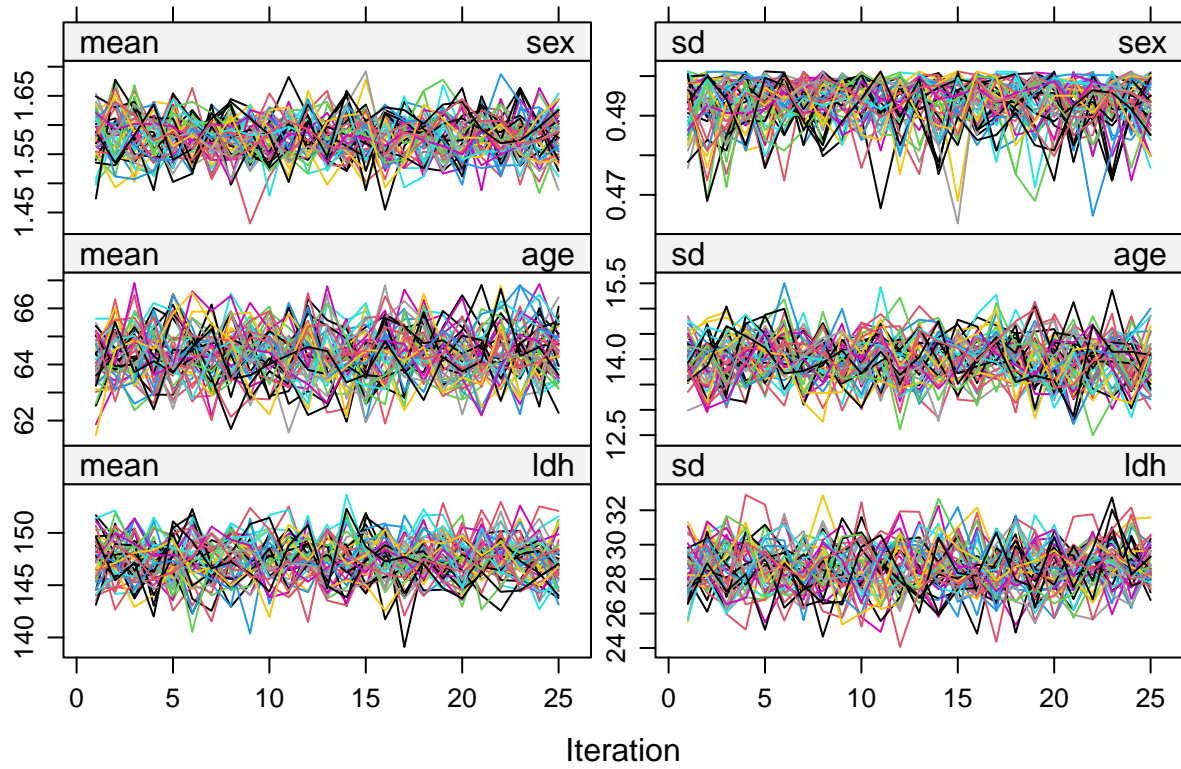 mean sex
sd sex
1.45 1.55 1.65
0.47 0.49
mean age
sd age
62 64 66
12.5 14.0 15.5
mean ldh
sd ldh
140 145 150
24 26 28 30 32
0 5 10 15 20 25
0 5 10 15 20 25
Iteration